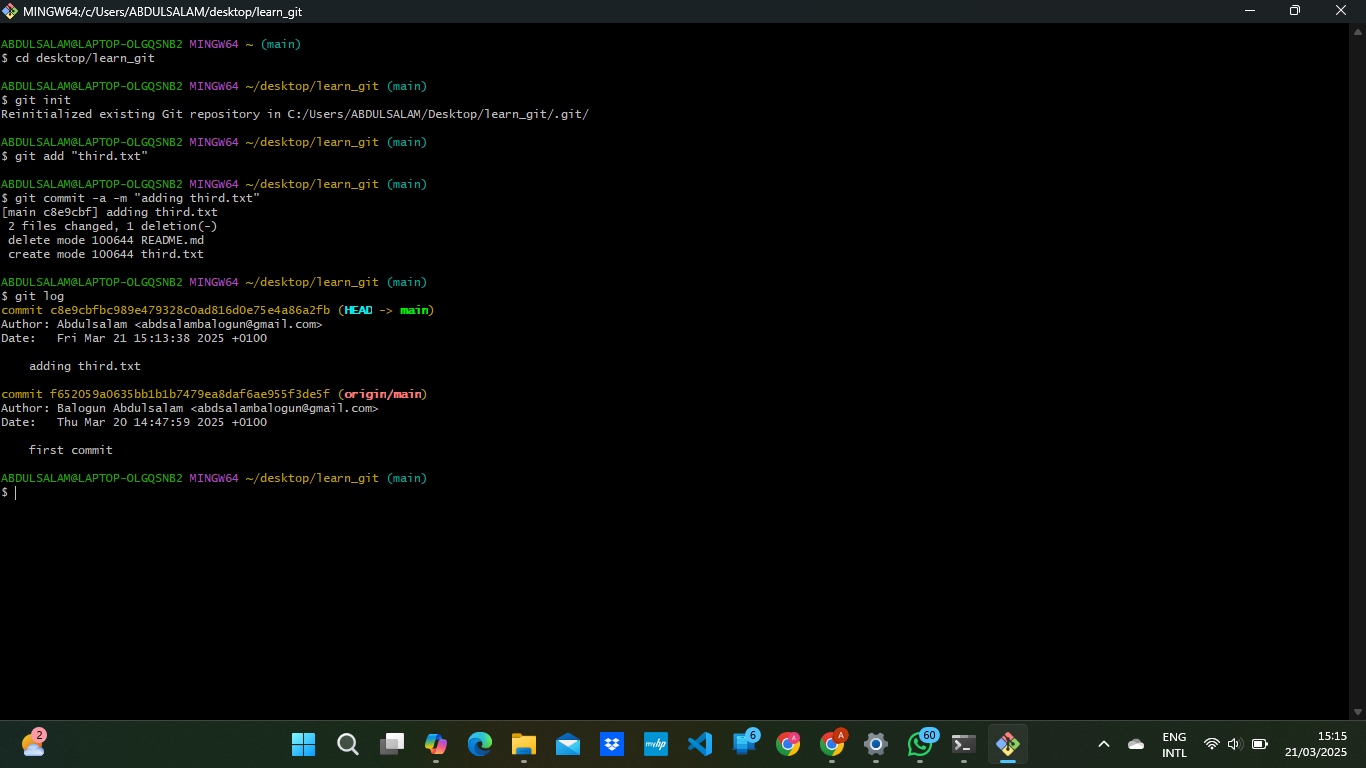 MINGW64:/c/Users/ABDULSALAM/desktop/learn_git
ABDULSALAM@LAPTOP-OLGQSNB2 MINGW64 ~ (main)
$ cd desktop/learn_git
ABDULSALAM@LAPTOP-OLGQSNB2 MINGW64 ~/desktop/learn_git (main)
$ git init
Reinitialized existing Git repository in C:/Users/ABDULSALAM/Desktop/learn_git/.git/
ABDULSALAM@LAPTOP-OLGQSNB2 MINGW64 ~/desktop/learn_git (main)
$ git add "third.txt"
ABDULSALAM@LAPTOP-OLGQSNB2 MINGW64 ~/desktop/learn_git (main)
$ git commit -a -m "adding third.txt"
[main c8e9cbf] adding third.txt
2 files changed, 1 deletion(-)
delete mode 100644 README.md
create mode 100644 third.txt
ABDULSALAM@LAPTOP-OLGQSNB2 MINGW64 ~/desktop/learn_git (main)
$ git log
commit c8e9cbfbc989e479328c0ad816d0e75e4a86a2fb (HEAD -> main)
Author: Abdulsalam <abdsalambalogun@gmail.com>
Date:   Fri Mar 21 15:13:38 2025 +0100
adding third.txt
commit f652059a0635bb1b1b7479ea8daf6ae955f3de5f (origin/main)
Author: Balogun Abdulsalam <abdsalambalogun@gmail.com>
Date:   Thu Mar 20 14:47:59 2025 +0100
first commit
ABDULSALAM@LAPTOP-OLGQSNB2 MINGW64 ~/desktop/learn_git (main)
$
2
myhp
6
A
A
60
ENG
INTL
15:15
21/03/2025